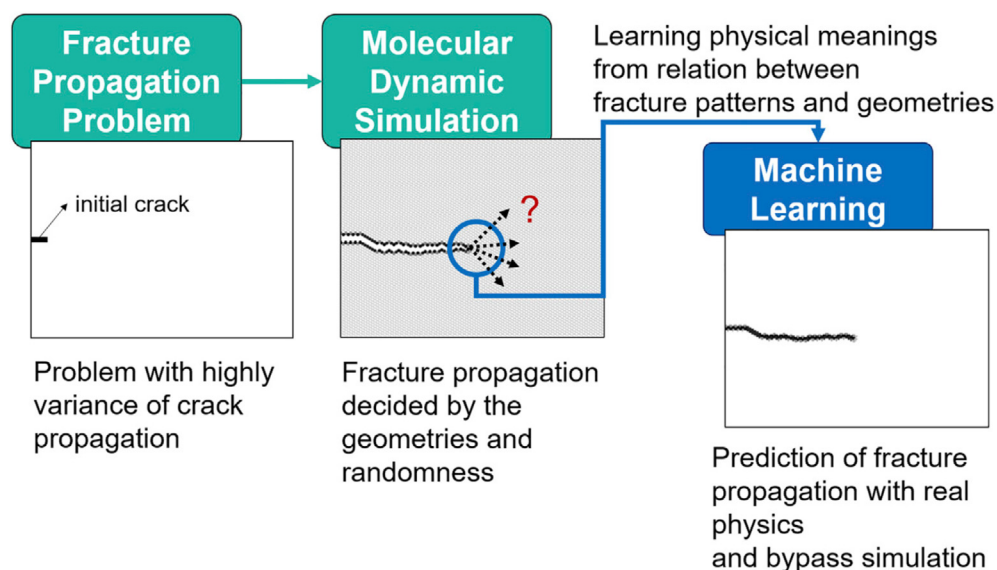 Fracture
Propagation
Problem
initial crack
Problem with highly
variance of crack
propagation
Molecular
Dynamic
Simulation
?
Fracture propagation
decided by the
geometries and
randomness
Learning physical meanings
from relation between
fracture patterns and geometries
Machine
Learning
Prediction of fracture
propagation with real
physics
and bypass simulation